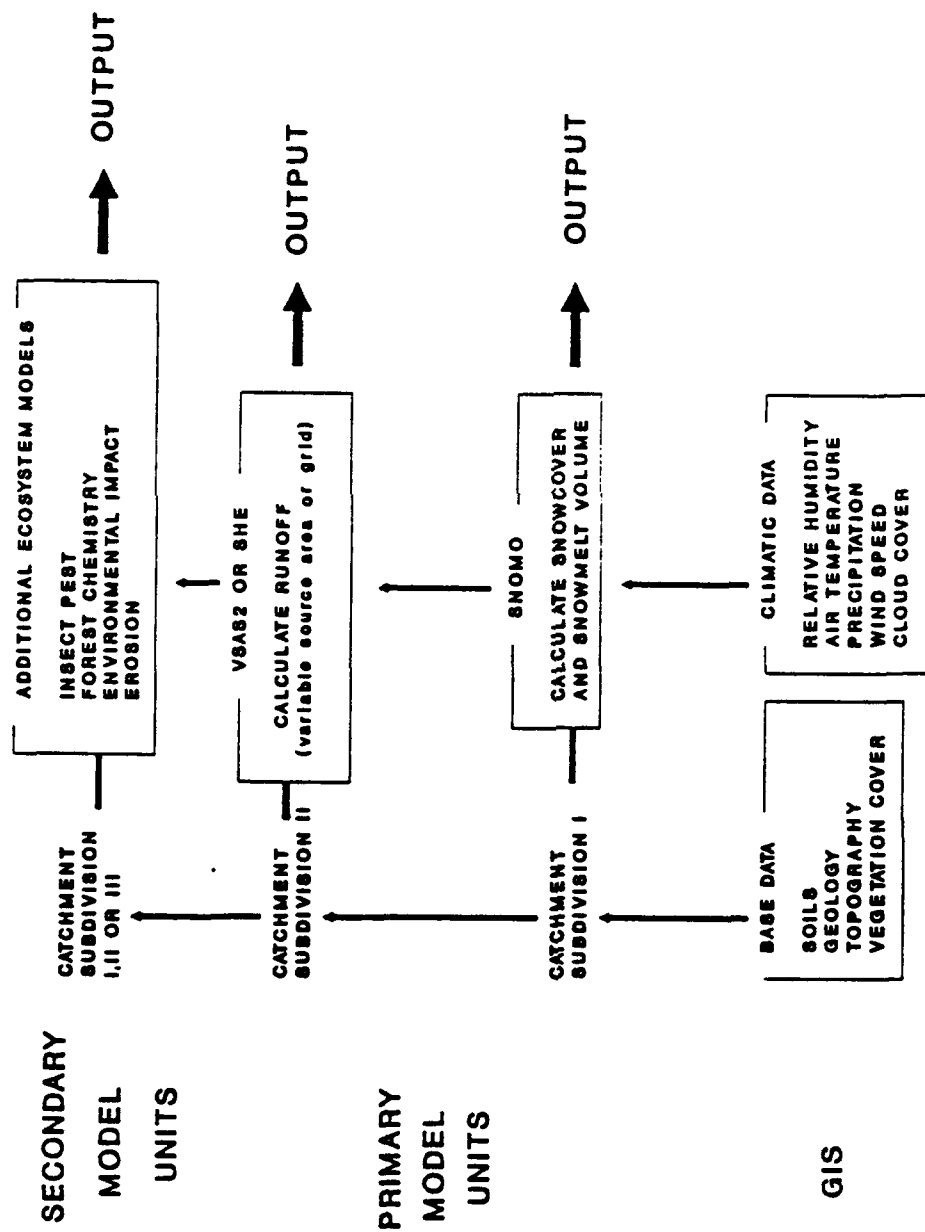 SECONDARY
MODEL
UNITS
CATCHMENT
SUBDIVISION
I,II OR III
ADDITIONAL ECOSYSTEM MODELS
INSECT PEST
FOREST CHEMISTRY
ENVIRONMENTAL IMPACT
EROSION
OUTPUT
PRIMARY
MODEL
UNITS
CATCHMENT
SUBDIVISION II
VSAS2 OR SHE
CALCULATE RUNOFF
(variable source area or grid)
OUTPUT
CATCHMENT
SUBDIVISION I
SNOMO
CALCULATE SNOWCOVER
AND SNOWMELT VOLUME
OUTPUT
GIS
BASE DATA
SOILS
GEOLOGY
TOPOGRAPHY
VEGETATION COVER
CLIMATIC DATA
RELATIVE HUMIDITY
AIR TEMPERATURE
PRECIPITATION
WIND SPEED
CLOUD COVER